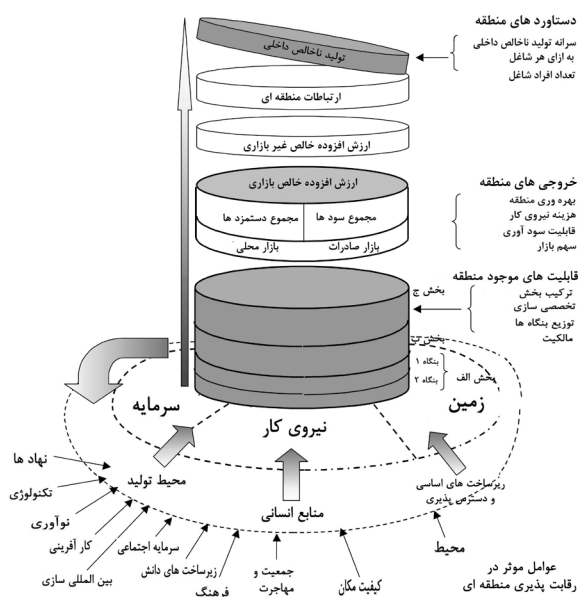 دستاورد های منطقه
سرانه تولید ناخالص داخلی
به ازای هر شاغل
تعداد افراد شاغل
تولید ناخالص داخلی
ارتباطات منطقه ای
ارزش افزوده خالص غیر بازاری
خروجی های منطقه
بهره وری منطقه
هزینه نیروی کار
قابلیت سود آوری
سهم بازار
ارزش افزوده خالص بازاری
مجموع سود ها
مجموع دستمزد ها
بازار صادرات
بازار محلی
قابلیت های موجود منطقه
ترکیب بخش
تخصصی سازی
توزیع بنگاه ها
مالکیت
بخش ج
بخش ب
بخش الف
بنگاه ۱
بنگاه ۲
زمین
نیروی کار
سرمایه
زیرساخت های اساسی
و دسترس پذیری
منابع انسانی
محیط تولید
نهاد ها
تکنولوژی
نوآوری
کار آفرینی
بین المللی سازی
سرمایه اجتماعی
زیرساخت های دانش
فرهنگ
جمعیت و
مهاجرت
کیفیت مکان
محیط
عوامل موثر در
رقابت پذیری منطقه ای